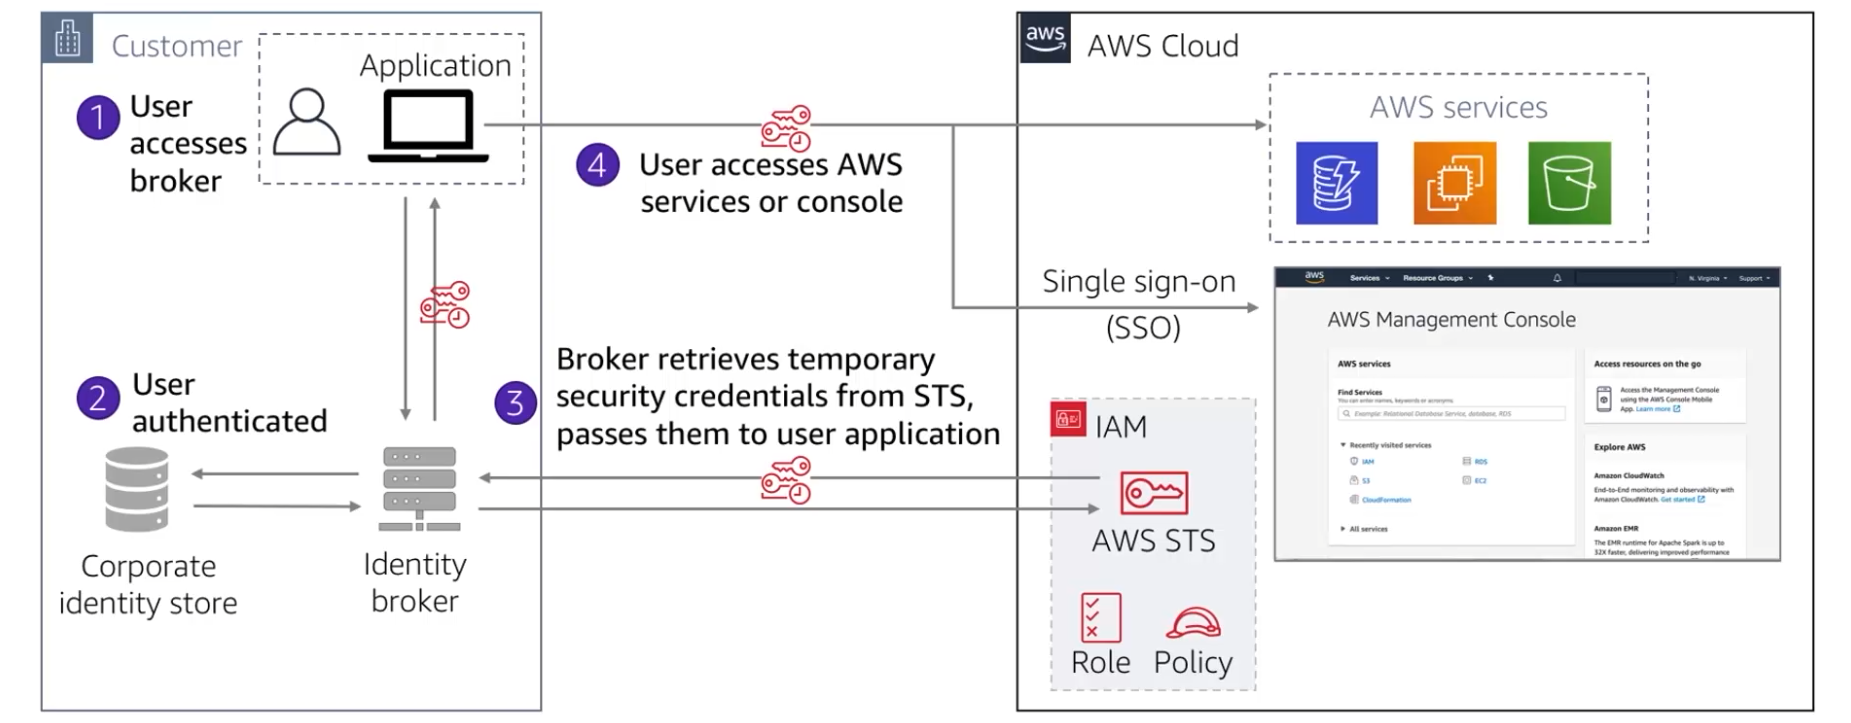 Customer
Application
1
User
accesses
broker
4
User accesses AWS
services or console
2
User
authenticated
3
Broker retrieves temporary
security credentials from STS,
passes them to user application
Corporate
identity store
Identity
broker
aws
AWS Cloud
AWS services
Single sign-on
(SSO)
IAM
AWS STS
Role
Policy
aws
Services
Resource Groups
N. Virginia
Support
AWS Management Console
AWS services
Find Services
You can enter names, keywords or acronyms.
Example: Relational Database Service, database, RDS
Recently visited services
IAM
RDS
S3
EC2
CloudFormation
All services
Access resources on the go
Access the Management Console
using the AWS Console Mobile
App. Learn more
Explore AWS
Amazon CloudWatch
End-to-End monitoring and observability with
Amazon CloudWatch. Get started
Amazon EMR
The EMR runtime for Apache Spark is up to
32X faster, delivering improved performance